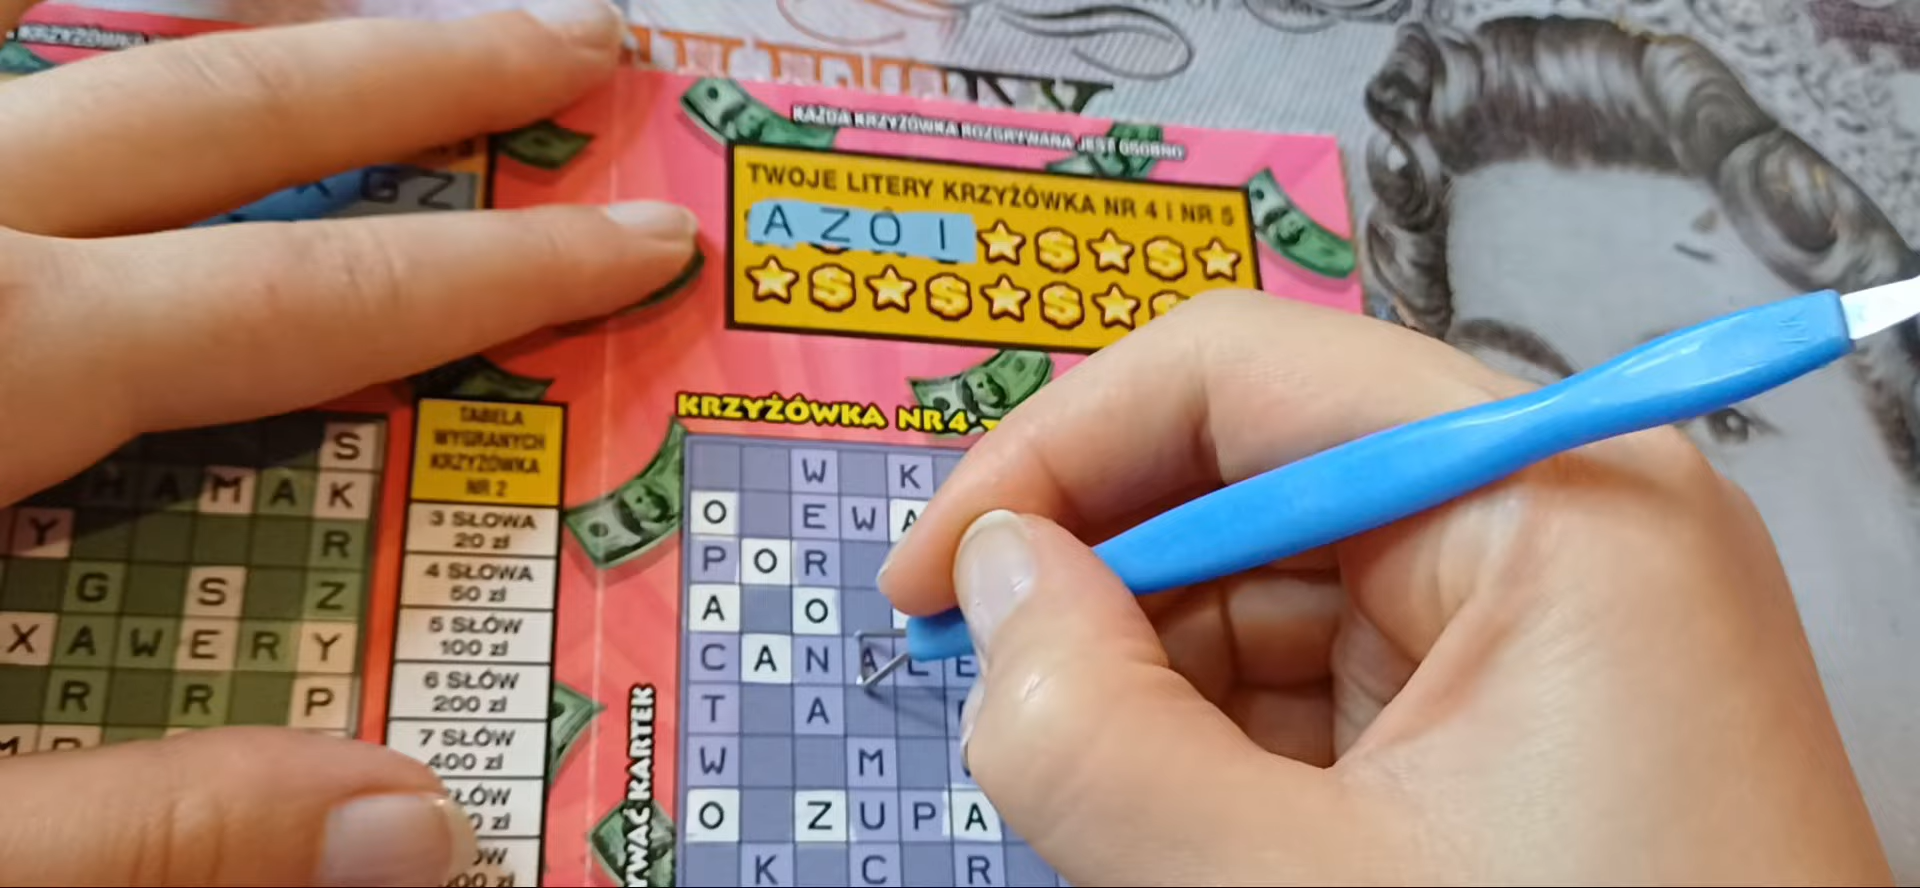 KRZYŻÓWKA
G Z
KAŻDA KRZYŻÓWKA ROZGRYWANA JEST OSOBNO
TWOJE LITERY KRZYŻÓWKA NR 4 I NR 5
A Z O I
KRZYŻÓWKA NR 4
S
H A M A K
Y R
G S Z
X A W E R Y
R R P
TABELA
WYGRANYCH
KRZYŻÓWKA
NR 2
3 SŁOWA
20 zł
4 SŁOWA
50 zł
5 SŁÓW
100 zł
6 SŁÓW
200 zł
7 SŁÓW
400 zł
KARTEK
W K
O E W A
P O R
A O
C A N A L E
T A
W M
O Z U P A
K C R